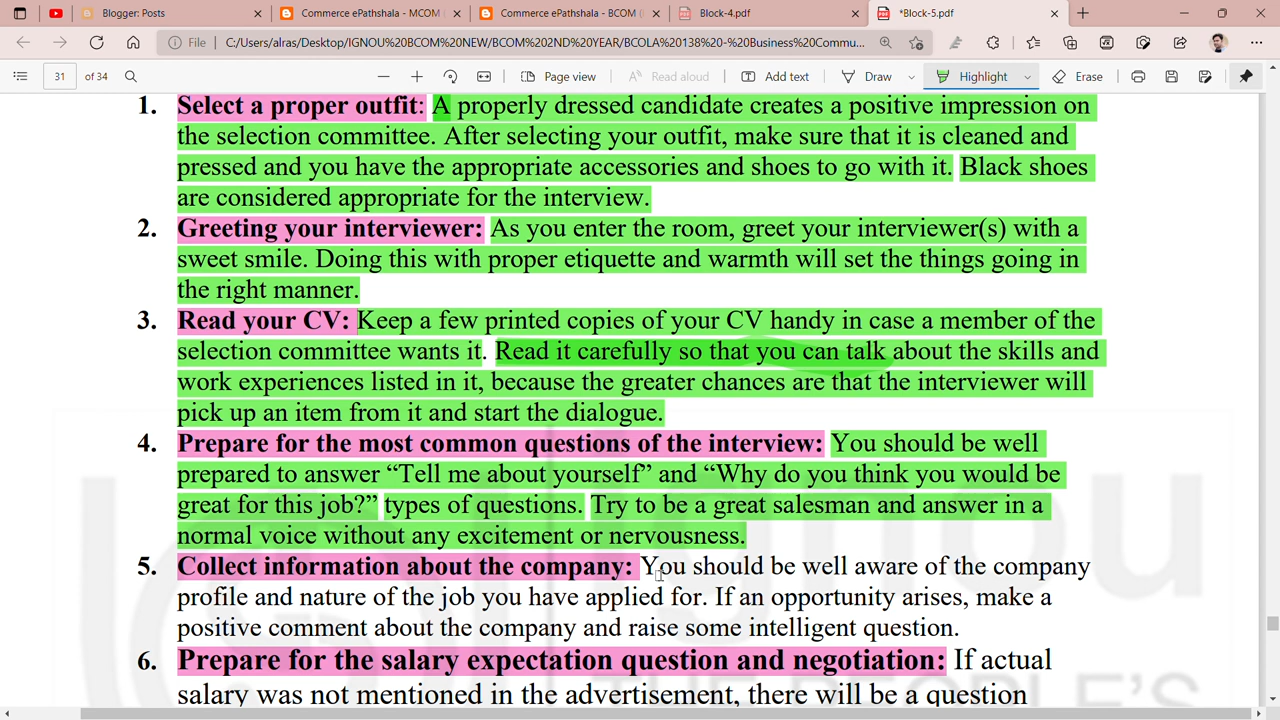 Blogger: Posts
Commerce ePathshala - MCOM (
Commerce ePathshala - BCOM (
Block-4.pdf
*Block-5.pdf
File
C:/Users/alras/Desktop/IGNOU%20BCOM%20NEW/BCOM%202ND%20YEAR/BCOLA%20138%20-%20Business%20Commu...
31 of 34
Page view
Read aloud
Add text
Draw
Highlight
Erase
1. Select a proper outfit: A properly dressed candidate creates a positive impression on
the selection committee. After selecting your outfit, make sure that it is cleaned and
pressed and you have the appropriate accessories and shoes to go with it. Black shoes
are considered appropriate for the interview.
2. Greeting your interviewer: As you enter the room, greet your interviewer(s) with a
sweet smile. Doing this with proper etiquette and warmth will set the things going in
the right manner.
3. Read your CV: Keep a few printed copies of your CV handy in case a member of the
selection committee wants it. Read it carefully so that you can talk about the skills and
work experiences listed in it, because the greater chances are that the interviewer will
pick up an item from it and start the dialogue.
4. Prepare for the most common questions of the interview: You should be well
prepared to answer “Tell me about yourself” and “Why do you think you would be
great for this job?” types of questions. Try to be a great salesman and answer in a
normal voice without any excitement or nervousness.
5. Collect information about the company: You should be well aware of the company
profile and nature of the job you have applied for. If an opportunity arises, make a
positive comment about the company and raise some intelligent question.
6. Prepare for the salary expectation question and negotiation: If actual
salary was not mentioned in the advertisement, there will be a question
ignou
THE PEOPLE'S